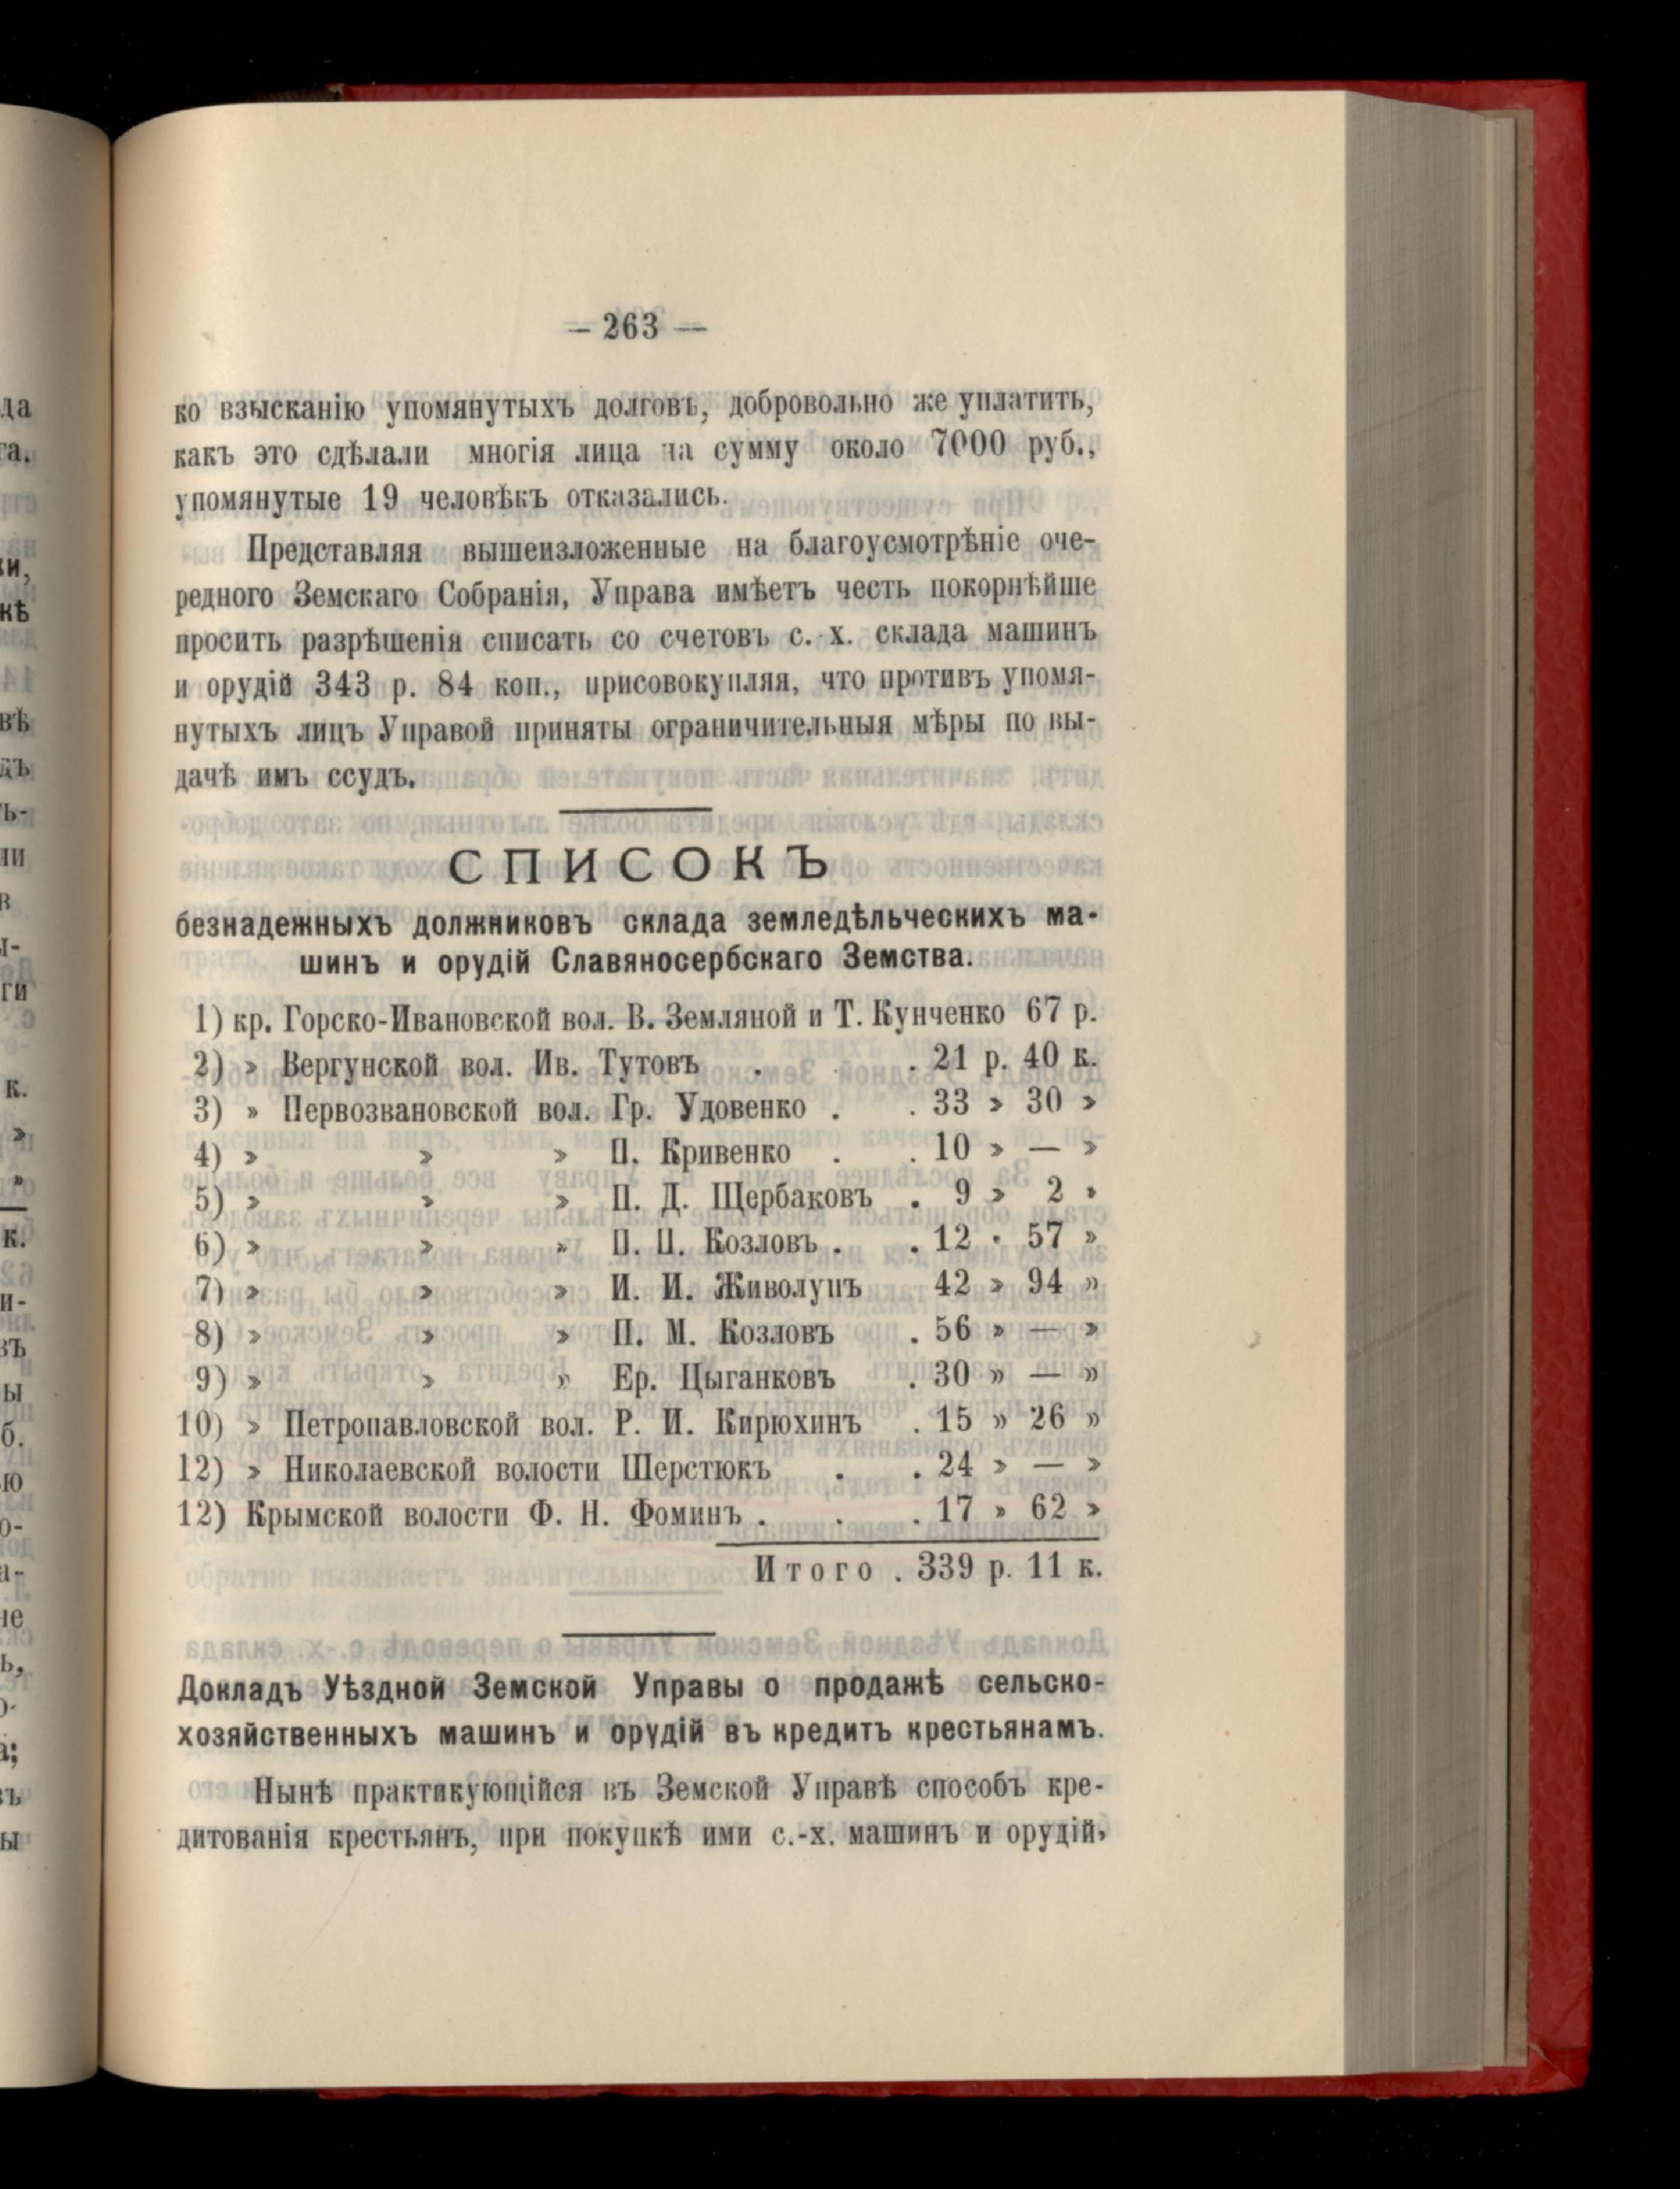 — 263 —
ко взысканію упомянутыхъ долговъ, добровольно же уплатить,
какъ это сдѣлали многія лица на сумму около 7000 руб.,
упомянутые 19 человѣкъ отказались.
Представляя вышеизложенные на благоусмотрѣніе оче-
редного Земскаго Собранія, Управа имѣетъ честь покорнѣйше
просить разрѣшенія списать со счетовъ с. х. склада машинъ
и орудій 343 р. 84 коп., присовокупляя, что противъ упомя-
нутыхъ лицъ Управой приняты ограничительныя мѣры по вы-
дачѣ имъ ссудъ.
СПИСОКЪ
безнадежныхъ должниковъ склада земледѣльческихъ ма-
шинъ и орудій Славяносербскаго Земства.
1) кр. Горско-Ивановской вол. В. Земляной и Т. Кунченко 67 р.
2) » Вергунской вол. Ив. Тутовъ . . 21 р. 40 к.
3) » Первозвановской вол. Гр. Удовенко . . 33 » 30 »
4) » » » П. Кривенко . . 10 » — »
5) » » » П. Д. Щербаковъ . 9 » 2 »
6) » » » П. П. Козловъ . . 12 » 57 »
7) » » » И. И. Живолупъ 42 » 94 »
8) » » » П. М. Козловъ . 56 » — »
9) » » » Ер. Цыганковъ . 30 » — »
10) » Петропавловской вол. Р. И. Кирюхинъ . 15 » 26 »
12) » Николаевской волости Шерстюкъ . . 24 » — »
12) Крымской волости Ф. Н. Фоминъ . . . 17 » 62 »
Итого . 339 р. 11 к.
Докладъ Уѣздной Земской Управы о продажѣ сельско-
хозяйственныхъ машинъ и орудій въ кредитъ крестьянамъ.
Нынѣ практикующійся въ Земской Управѣ способъ кре-
дитованія крестьянъ, при покупкѣ ими с.-х. машинъ и орудій,